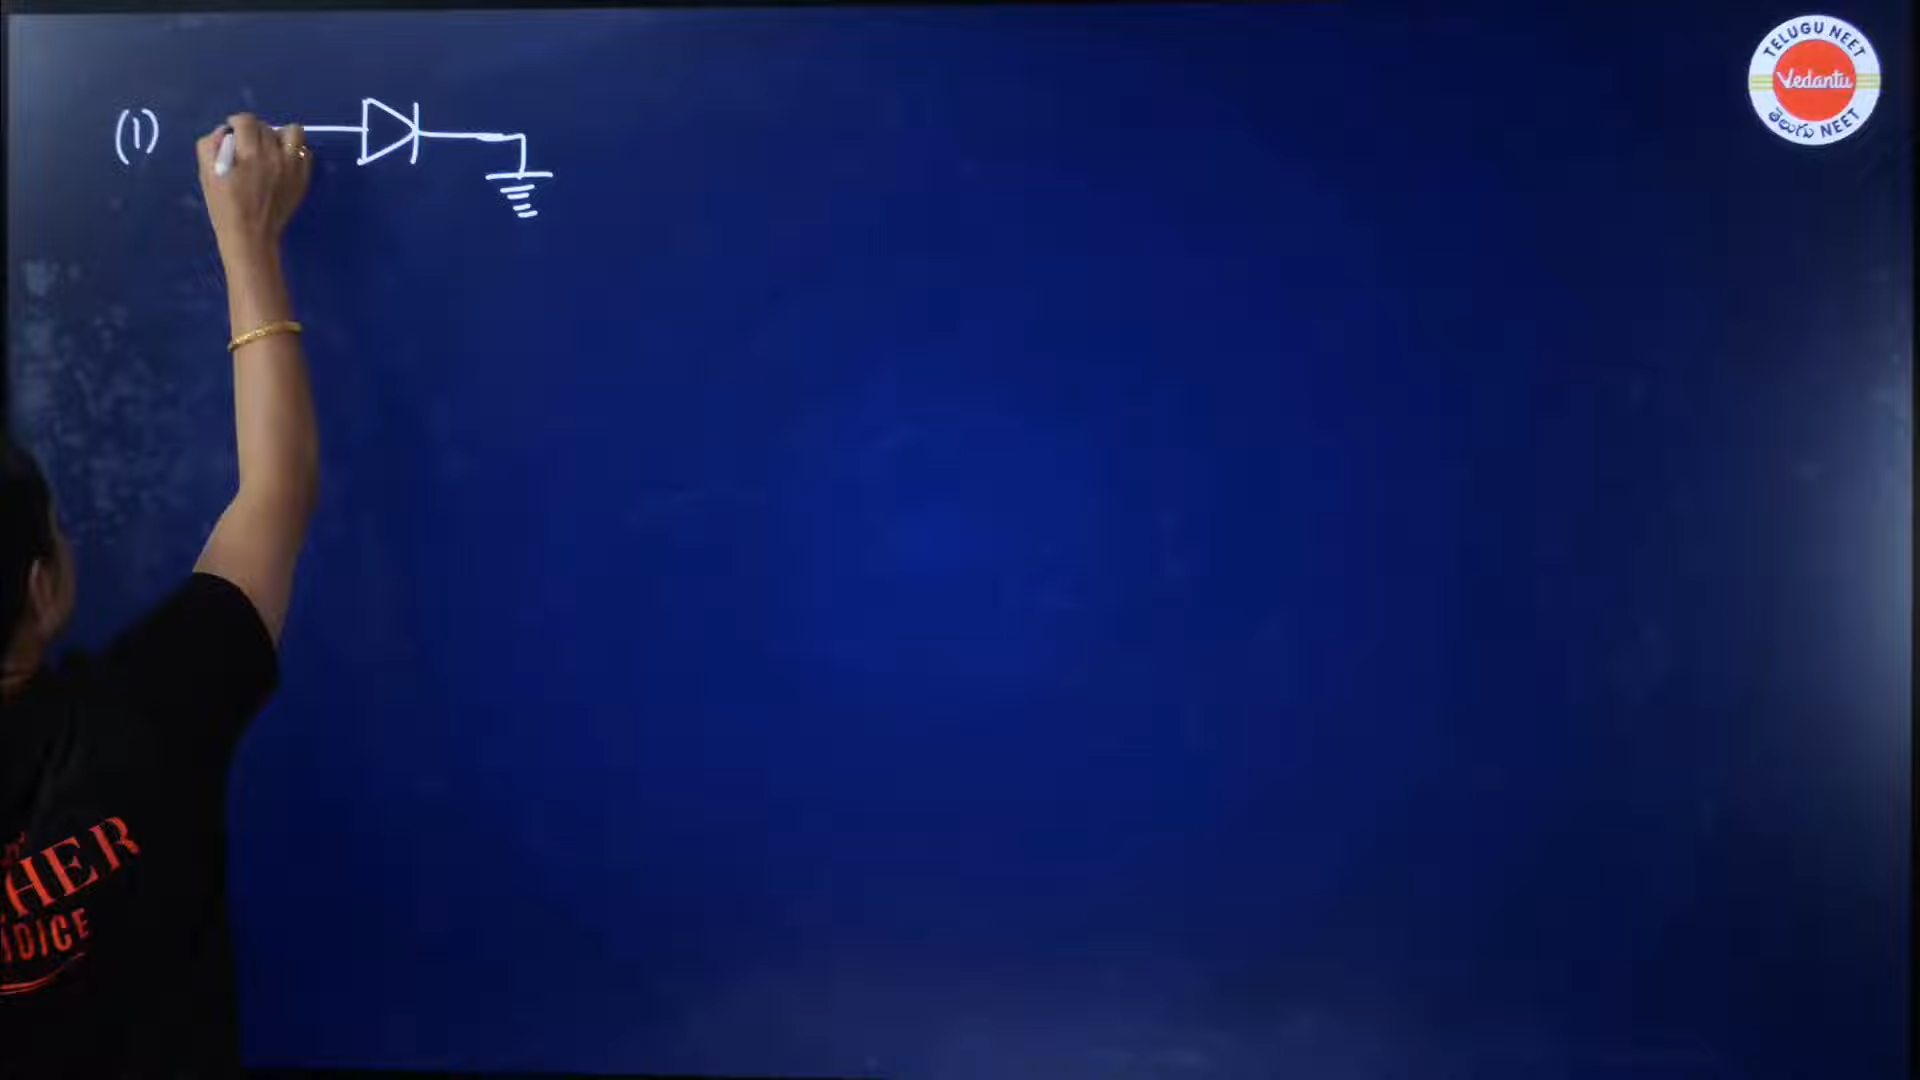 (1)
TELUGU NEET
Vedantu
తెలుగు NEET
HER
DICE